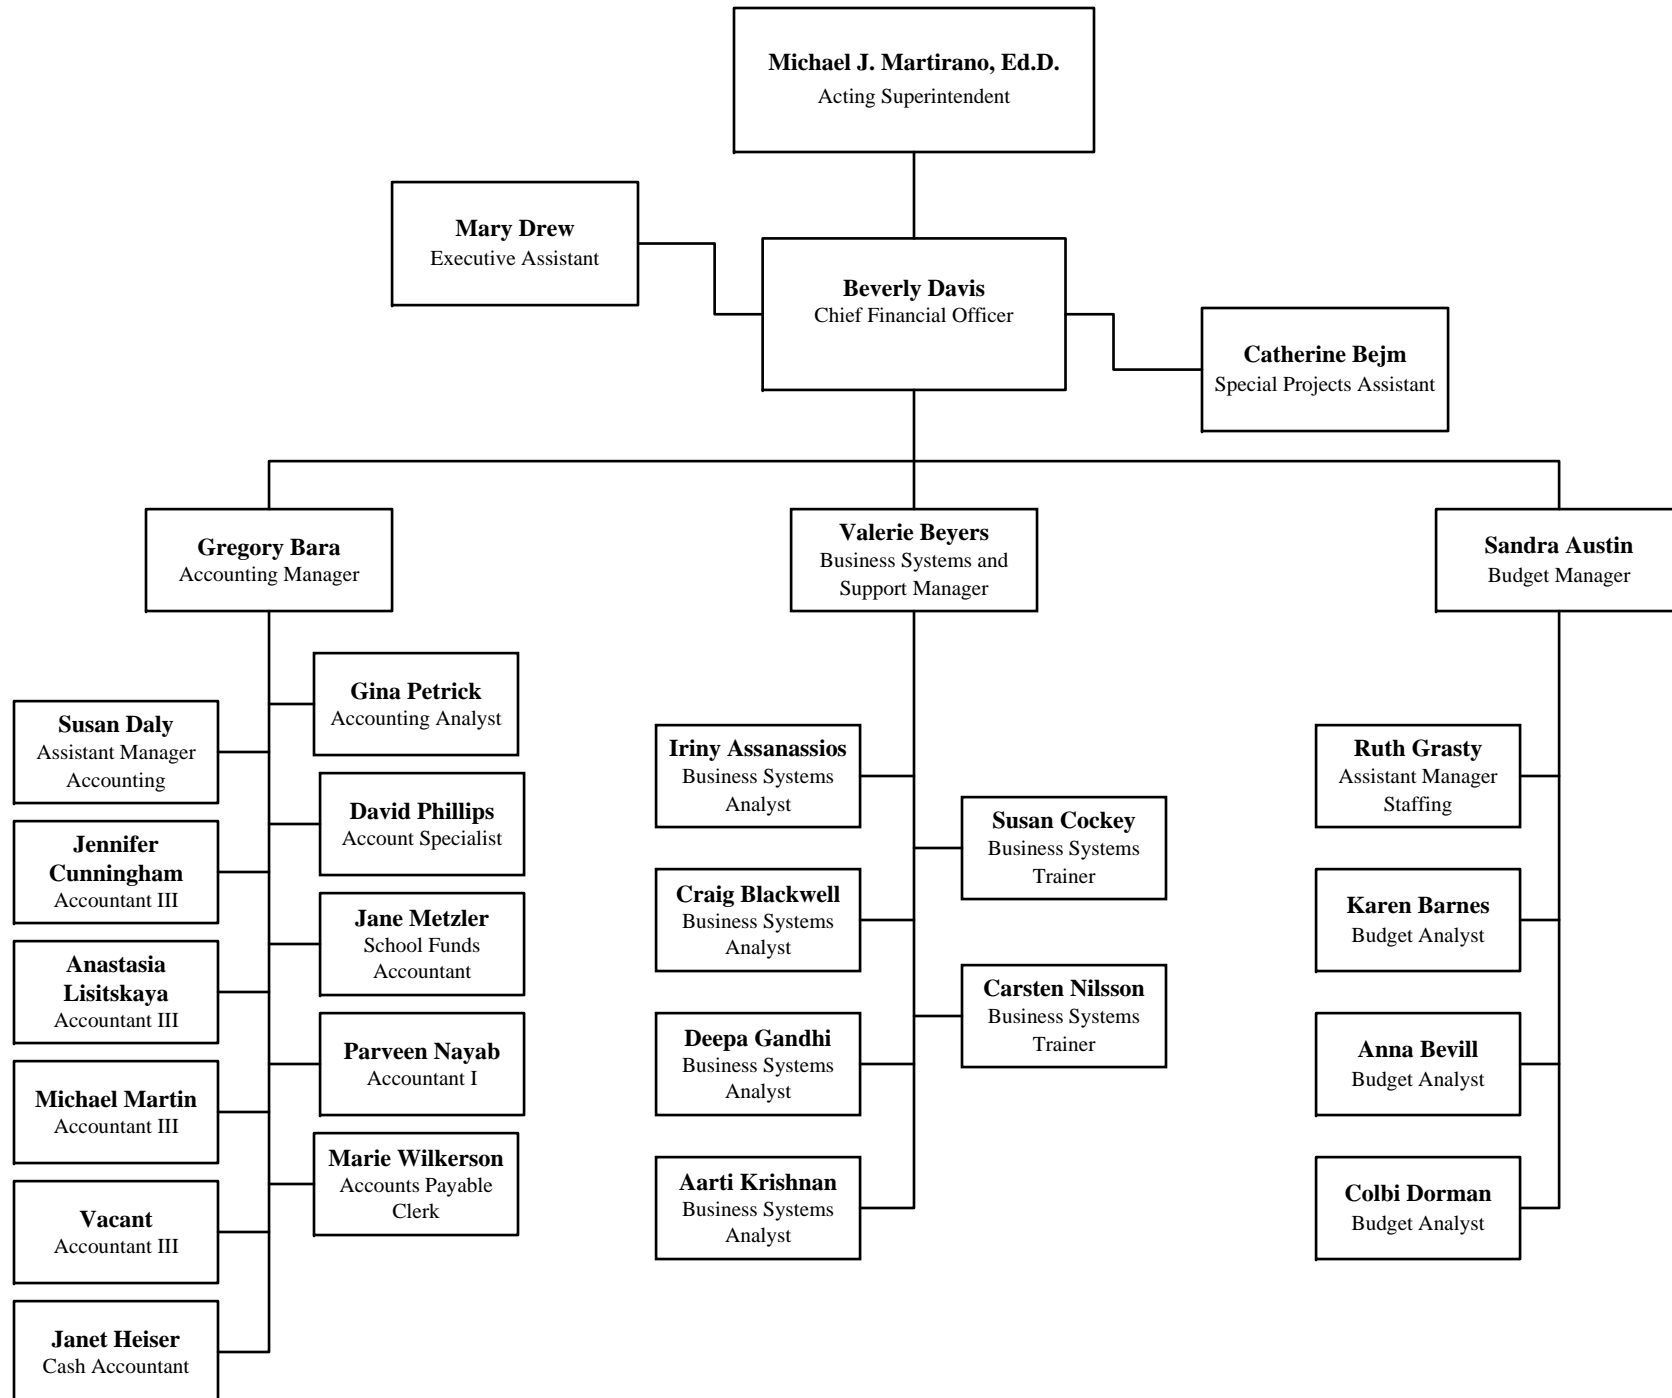 Michael J. Martirano, Ed.D.
Acting Superintendent
Mary Drew
Executive Assistant
Beverly Davis
Chief Financial Officer
Catherine Bejm
Special Projects Assistant
Gregory Bara
Accounting Manager
Valerie Beyers
Business Systems and
Support Manager
Sandra Austin
Budget Manager
Susan Daly
Assistant Manager
Accounting
Jennifer
Cunningham
Accountant III
Anastasia
Lisitskaya
Accountant III
Michael Martin
Accountant III
Vacant
Accountant III
Janet Heiser
Cash Accountant
Gina Petrick
Accounting Analyst
David Phillips
Account Specialist
Jane Metzler
School Funds
Accountant
Parveen Nayab
Accountant I
Marie Wilkerson
Accounts Payable
Clerk
Iriny Assanassios
Business Systems
Analyst
Craig Blackwell
Business Systems
Analyst
Deepa Gandhi
Business Systems
Analyst
Aarti Krishnan
Business Systems
Analyst
Susan Cockey
Business Systems
Trainer
Carsten Nilsson
Business Systems
Trainer
Ruth Grasty
Assistant Manager
Staffing
Karen Barnes
Budget Analyst
Anna Bevill
Budget Analyst
Colbi Dorman
Budget Analyst